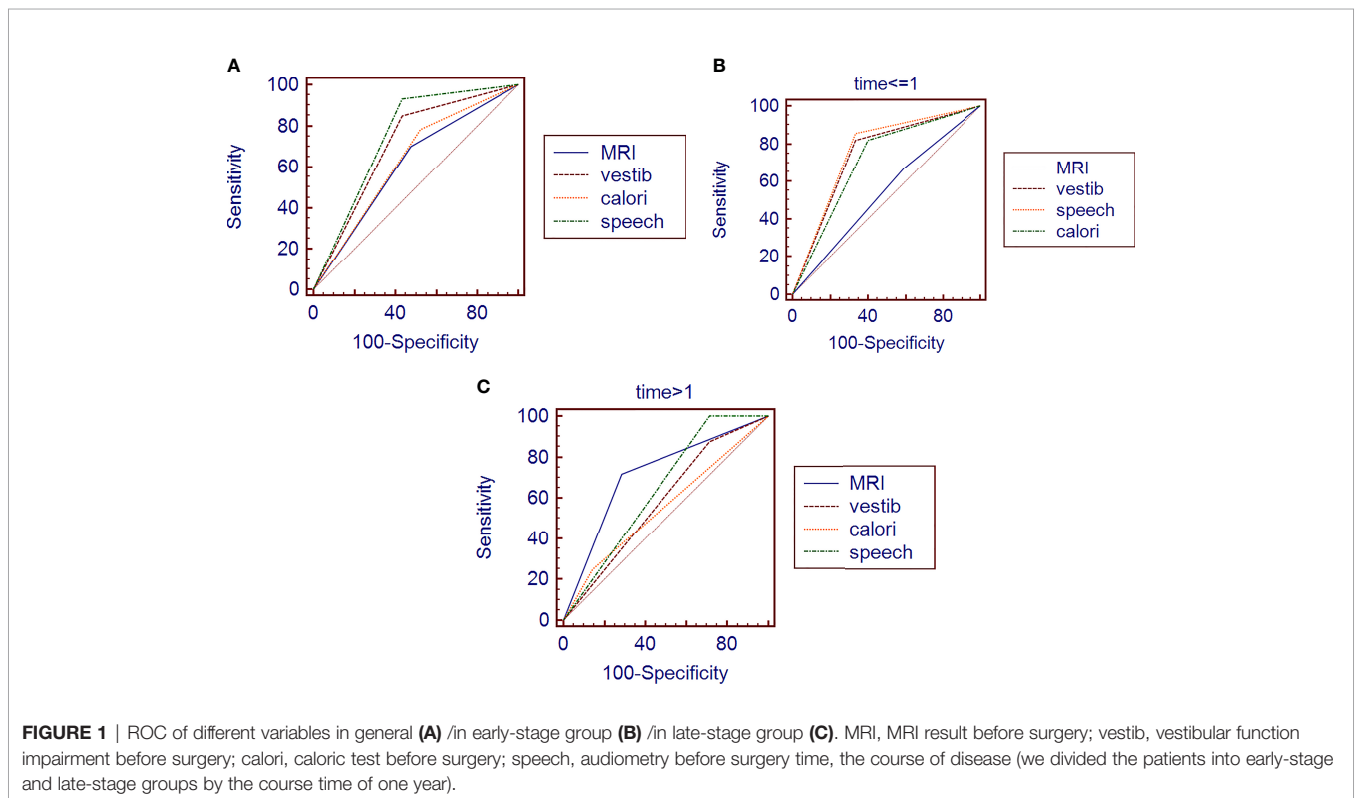 A
100
80
60
40
20
0
Sensitivity
0 40 80
100-Specificity
MRI
vestib
calori
speech
B
time<=1
100
80
60
40
20
0
Sensitivity
0 40 80
100-Specificity
MRI
vestib
speech
calori
C
time>1
100
80
60
40
20
0
Sensitivity
0 40 80
100-Specificity
MRI
vestib
calori
speech
FIGURE 1 | ROC of different variables in general (A) /in early-stage group (B) /in late-stage group (C). MRI, MRI result before surgery; vestib, vestibular function
impairment before surgery; calori, caloric test before surgery; speech, audiometry before surgery time, the course of disease (we divided the patients into early-stage
and late-stage groups by the course time of one year).